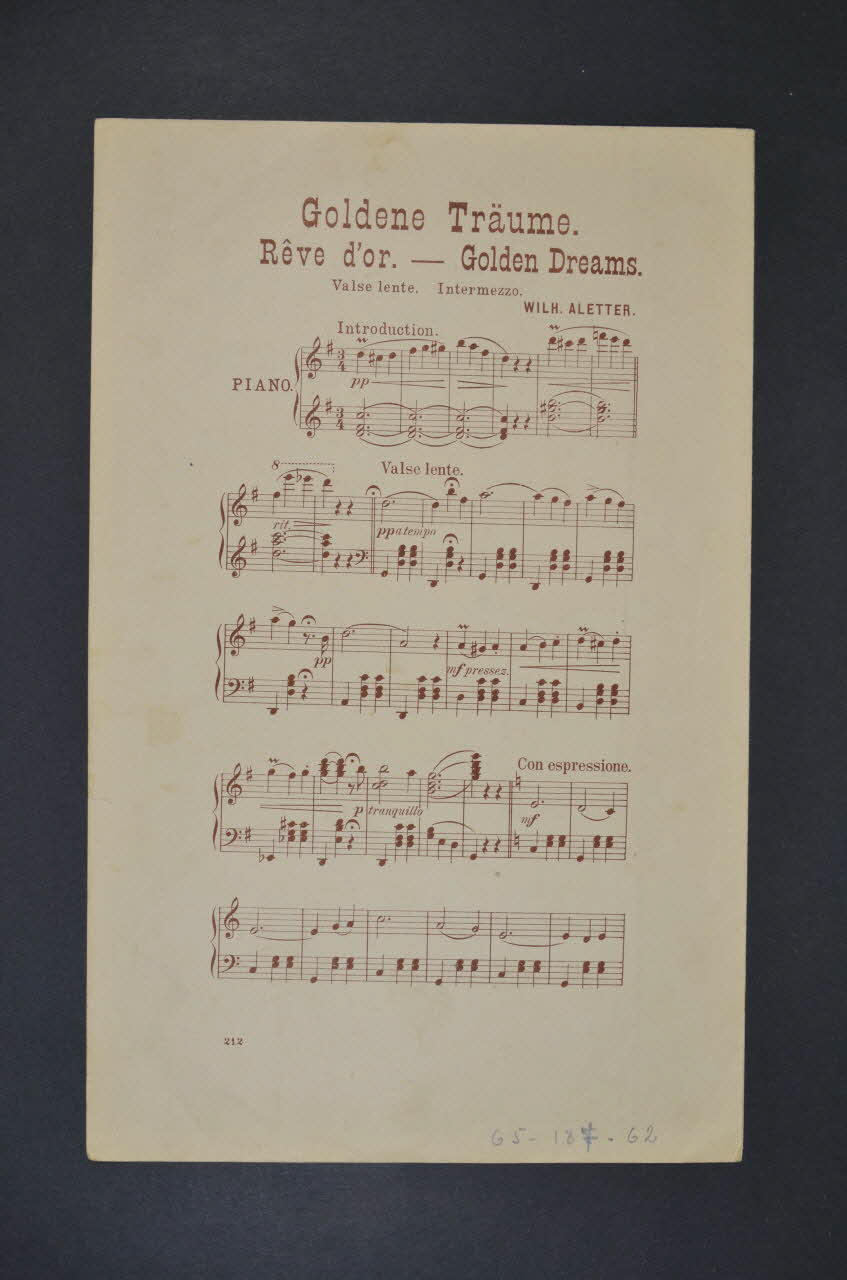 Goldene Träume.
Rêve d'or. — Golden Dreams.
Valse lente. Intermezzo.
WILH. ALETTER.
Introduction.
PIANO.
pp
8
Valse lente.
rit.
pp a tempo
pp
mf pressez.
Con espressione.
p tranquillo
mf
212
65-187-62